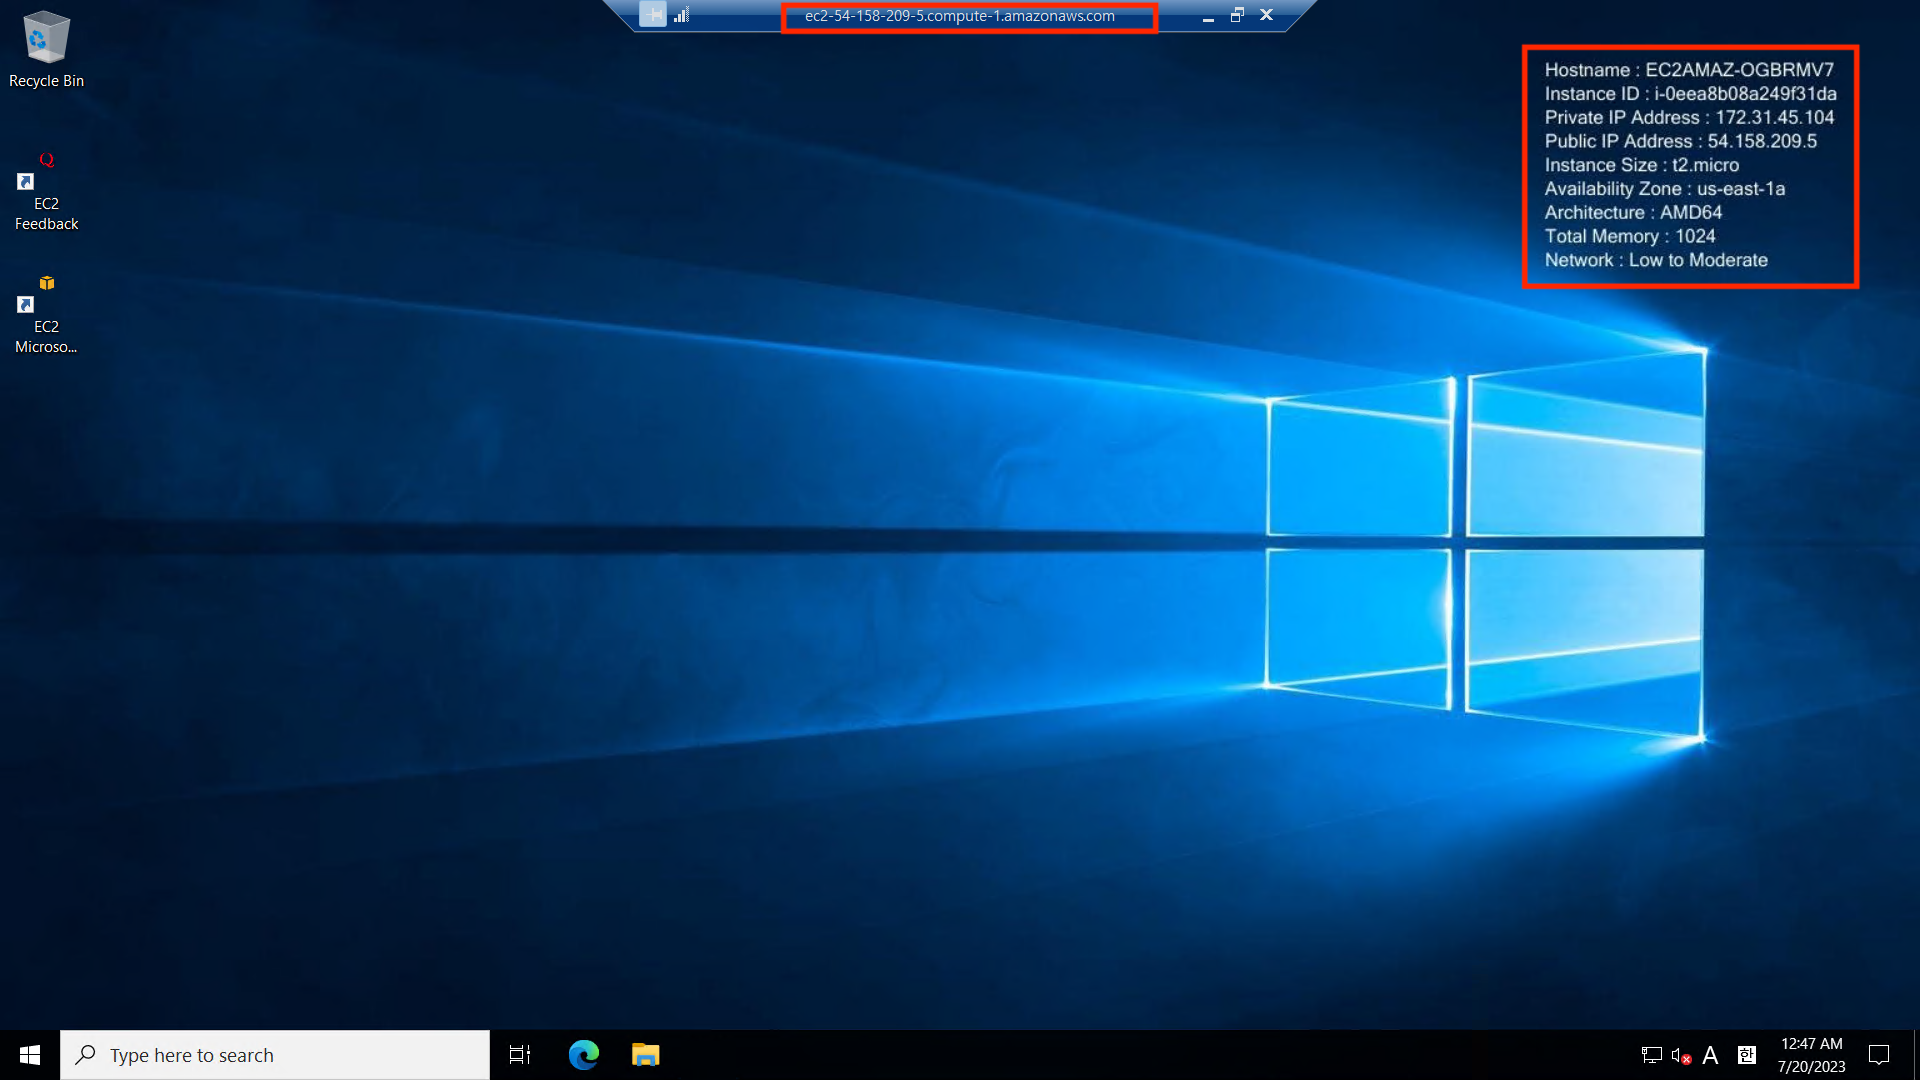 ec2-54-158-209-5.compute-1.amazonaws.com
Recycle Bin
EC2
Feedback
EC2
Microso...
Hostname : EC2AMAZ-OGBRMV7
Instance ID : i-0eea8b08a249f31da
Private IP Address : 172.31.45.104
Public IP Address : 54.158.209.5
Instance Size : t2.micro
Availability Zone : us-east-1a
Architecture : AMD64
Total Memory : 1024
Network : Low to Moderate
Type here to search
A
한
12:47 AM
7/20/2023